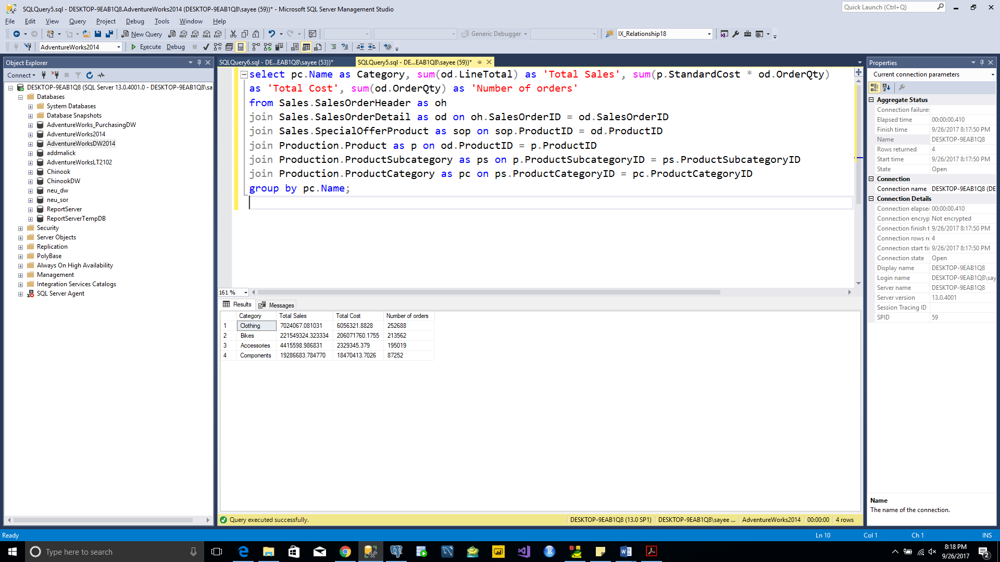 SQLQuery5.sql - DESKTOP-9EAB1Q8.AdventureWorks2014 (DESKTOP-9EAB1Q8\sayee (59))* - Microsoft SQL Server Management Studio
Quick Launch (Ctrl+Q)
File Edit View Query Project Debug Tools Window Help
New Query
Generic Debugger
IX_Relationship18
AdventureWorks2014
Execute Debug
Object Explorer
Connect
DESKTOP-9EAB1Q8 (SQL Server 13.0.4001.0 - DESKTOP-9EAB1Q8\sa
Databases
System Databases
Database Snapshots
AdventureWorks_PurchasingDW
AdventureWorks2014
AdventureWorksDW2014
addmalick
AdventureWorksLT2102
Chinook
ChinookDW
neu_dw
neu_sor
ReportServer
ReportServerTempDB
Security
Server Objects
Replication
PolyBase
Always On High Availability
Management
Integration Services Catalogs
SQL Server Agent
SQLQuery6.sql - DE...EAB1Q8\sayee (53))*
SQLQuery5.sql - DE...EAB1Q8\sayee (59))*
select pc.Name as Category, sum(od.LineTotal) as 'Total Sales', sum(p.StandardCost * od.OrderQty)
as 'Total Cost', sum(od.OrderQty) as 'Number of orders'
from Sales.SalesOrderHeader as oh
join Sales.SalesOrderDetail as od on oh.SalesOrderID = od.SalesOrderID
join Sales.SpecialOfferProduct as sop on sop.ProductID = od.ProductID
join Production.Product as p on od.ProductID = p.ProductID
join Production.ProductSubcategory as ps on p.ProductSubcategoryID = ps.ProductSubcategoryID
join Production.ProductCategory as pc on ps.ProductCategoryID = pc.ProductCategoryID
group by pc.Name;
161 %
Results Messages
Category Total Sales Total Cost Number of orders
1 Clothing 7024067.081031 6056321.8828 252688
2 Bikes 221549324.323334 206071760.1755 213562
3 Accessories 4415598.986831 2329345.379 195019
4 Components 19286683.784770 18470413.7026 87252
Query executed successfully.
DESKTOP-9EAB1Q8 (13.0 SP1) DESKTOP-9EAB1Q8\sayee ... AdventureWorks2014 00:00:00 4 rows
Properties
Current connection parameters
Aggregate Status
Connection failures
Elapsed time 00:00:00.410
Finish time 9/26/2017 8:17:50 PM
Name DESKTOP-9EAB1Q8
Rows returned 4
Start time 9/26/2017 8:17:50 PM
State Open
Connection
Connection name DESKTOP-9EAB1Q8 (DE
Connection Details
Connection elapse 00:00:00.410
Connection encryp Not encrypted
Connection finish t 9/26/2017 8:17:50 PM
Connection rows re 4
Connection start ti 9/26/2017 8:17:50 PM
Connection state Open
Display name DESKTOP-9EAB1Q8
Login name DESKTOP-9EAB1Q8\say
Server name DESKTOP-9EAB1Q8
Server version 13.0.4001
Session Tracing ID
SPID 59
Name
The name of the connection.
Ready
Ln 10 Col 1 Ch 1 INS
Type here to search
8:18 PM
9/26/2017
2